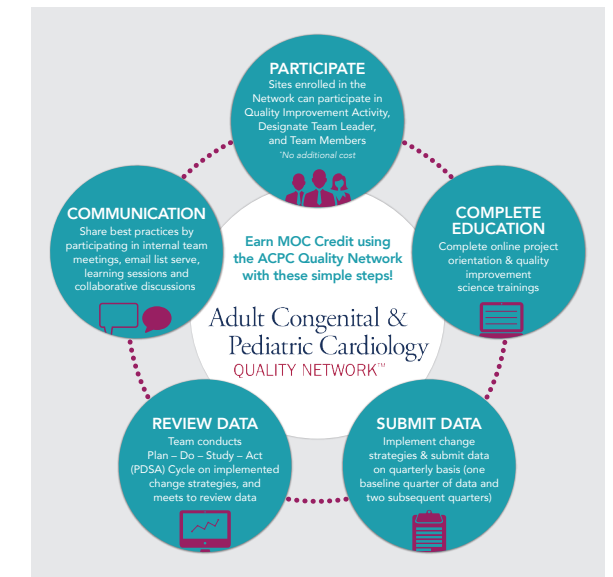 PARTICIPATE
Sites enrolled in the
Network can participate in
Quality Improvement Activity,
Designate Team Leader,
and Team Members
*No additional cost
COMPLETE
EDUCATION
Complete online project
orientation & quality
improvement
science trainings
SUBMIT DATA
Implement change
strategies & submit data
on quarterly basis (one
baseline quarter of data and
two subsequent quarters)
REVIEW DATA
Team conducts
Plan – Do – Study – Act
(PDSA) Cycle on implemented
change strategies, and
meets to review data
COMMUNICATION
Share best practices by
participating in internal team
meetings, email list serve,
learning sessions and
collaborative discussions
Earn MOC Credit using
the ACPC Quality Network
with these simple steps!
Adult Congenital &
Pediatric Cardiology
QUALITY NETWORK™